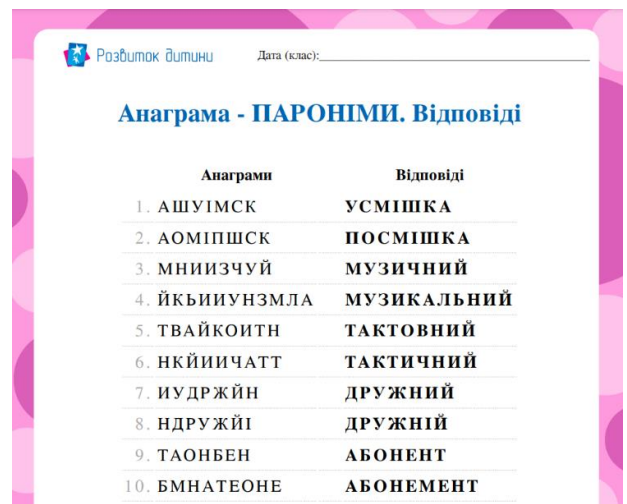 Розвиток дитини Дата (клас):
Анаграма - ПАРОНІМИ. Відповіді
Анаграми Відповіді
1. АШУІМСК УСМІШКА
2. АОМІПШСК ПОСМІШКА
3. МНИИЗЧУЙ МУЗИЧНИЙ
4. ЙКЬИИУНЗМЛА МУЗИКАЛЬНИЙ
5. ТВАЙКОИТН ТАКТОВНИЙ
6. НКЙИИЧАТТ ТАКТИЧНИЙ
7. ИУДРЖЙН ДРУЖНИЙ
8. НДРУЖЙІ ДРУЖНІЙ
9. ТАОНБЕН АБОНЕНТ
10. БМНАТЕОНЕ АБОНЕМЕНТ